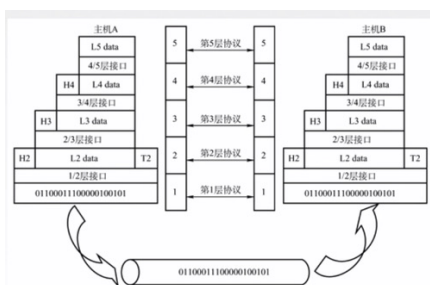 主机A
主机B
L5 data
5
第5层协议
5
L5 data
4/5层接口
4/5层接口
H4 L4 data
4
第4层协议
4
H4 L4 data
3/4层接口
3/4层接口
H3 L3 data
3
第3层协议
3
H3 L3 data
2/3层接口
2/3层接口
H2 L2 data T2
2
第2层协议
2
H2 L2 data T2
1/2层接口
1/2层接口
01100011100000100101
1
第1层协议
1
01100011100000100101
01100011100000100101